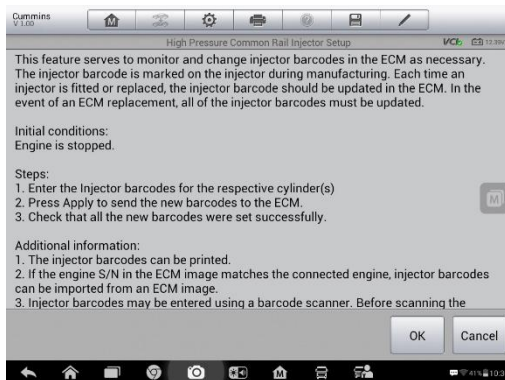 Cummins
V 1.00
High Pressure Common Rail Injector Setup
VCI
12.39V
This feature serves to monitor and change injector barcodes in the ECM as necessary.
The injector barcode is marked on the injector during manufacturing. Each time an
injector is fitted or replaced, the injector barcode should be updated in the ECM. In the
event of an ECM replacement, all of the injector barcodes must be updated.
Initial conditions:
Engine is stopped.
Steps:
1. Enter the Injector barcodes for the respective cylinder(s)
2. Press Apply to send the new barcodes to the ECM.
3. Check that all the new barcodes were set successfully.
M
Additional information:
1. The injector barcodes can be printed.
2. If the engine S/N in the ECM image matches the connected engine, injector barcodes
can be imported from an ECM image.
3. Injector barcodes may be entered using a barcode scanner. Before scanning the
OK
Cancel
41%